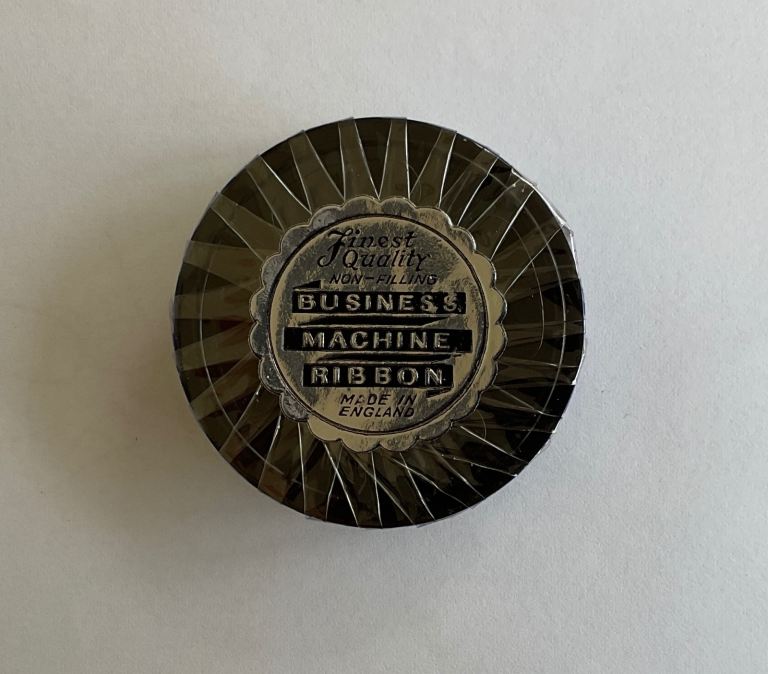 Finest
Quality
NON-FILLING
BUSINESS
MACHINE
RIBBON
MADE IN
ENGLAND